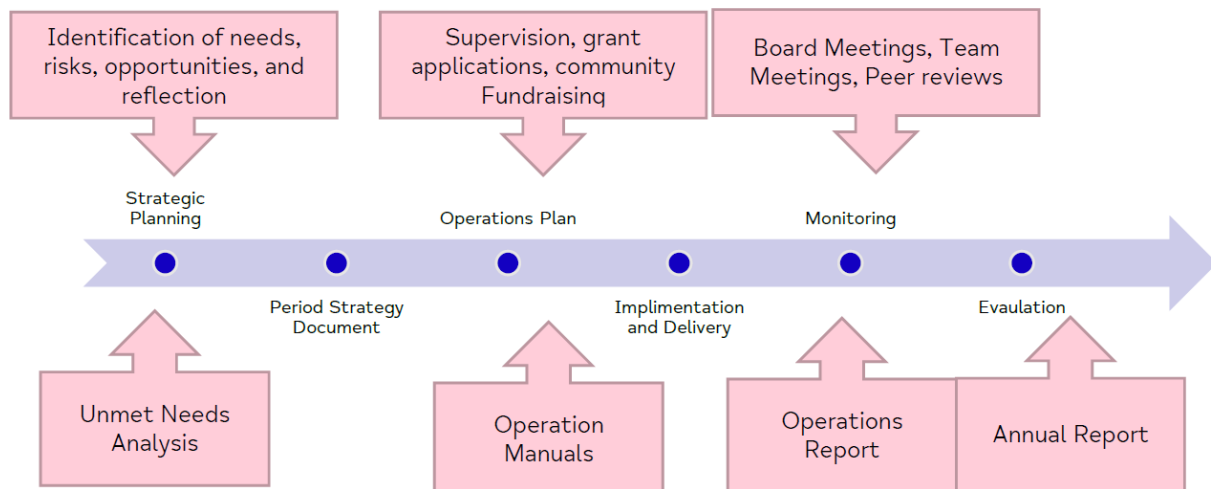 Identification of needs,
risks, opportunities, and
reflection
Supervision, grant
applications, community
Fundraising
Board Meetings, Team
Meetings, Peer reviews
Strategic
Planning
Operations Plan
Monitoring
Period Strategy
Document
Implimentation
and Delivery
Evaulation
Unmet Needs
Analysis
Operation
Manuals
Operations
Report
Annual Report